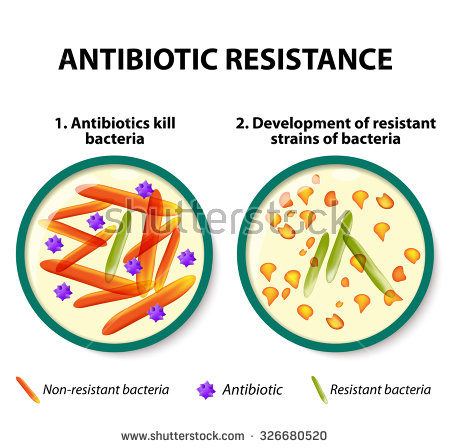 ANTIBIOTIC RESISTANCE
1. Antibiotics kill
bacteria
2. Development of resistant
strains of bacteria
shutterstock
Non-resistant bacteria
Antibiotic
Resistant bacteria
www.shutterstock.com · 326680520